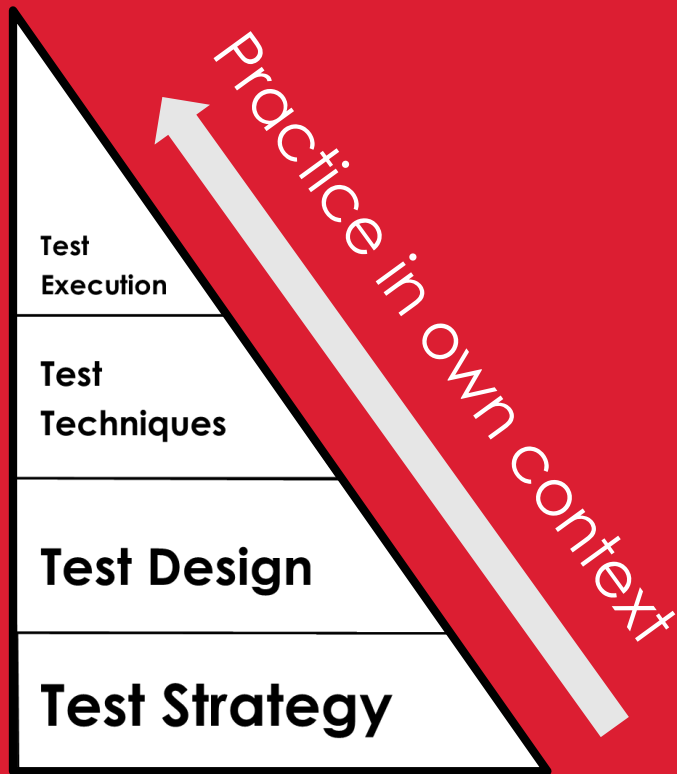 Practice in own context
Test
Execution
Test
Techniques
Test Design
Test Strategy